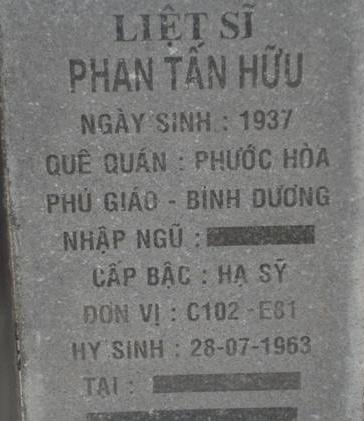 LIỆT SĨ
PHAN TẤN HỮU
NGÀY SINH : 1937
QUÊ QUÁN : PHƯỚC HÒA
PHÚ GIÁO - BÌNH DƯƠNG
NHẬP NGŨ :
CẤP BẬC : HẠ SỸ
ĐƠN VỊ : C102 - E81
HY SINH : 28-07-1963
TẠI :